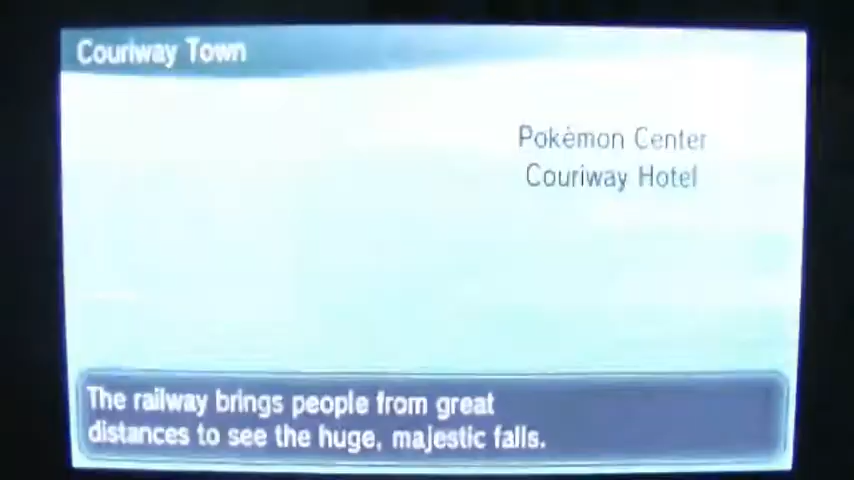 Couriway Town
Pokémon Center
Couriway Hotel
The railway brings people from great
distances to see the huge, majestic falls.